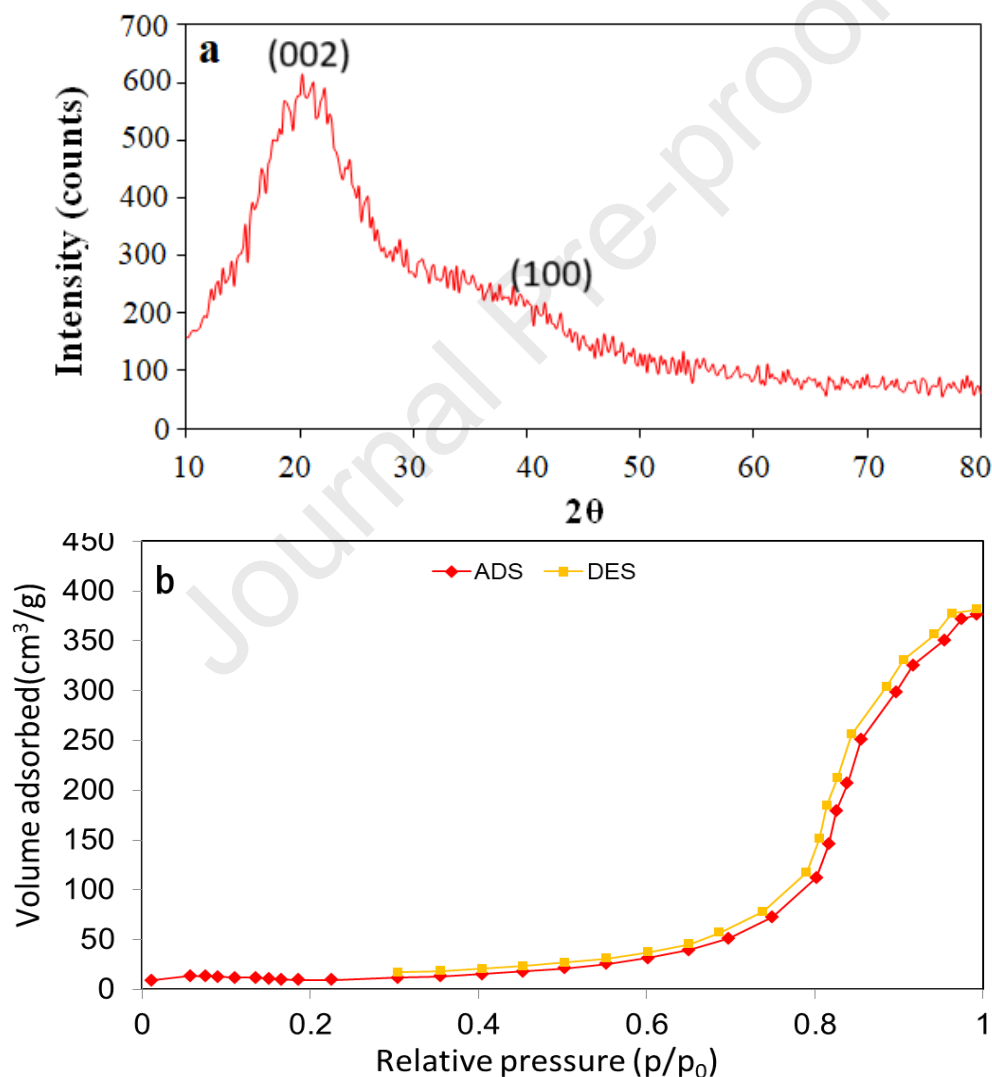 a
(002)
(100)
Intensity (counts)
700
600
500
400
300
200
100
0
10 20 30 40 50 60 70 80
2θ
Journal Pre-proof
b
ADS DES
Volume adsorbed(cm³/g)
450
400
350
300
250
200
150
100
50
0
0 0.2 0.4 0.6 0.8 1
Relative pressure (p/p₀)